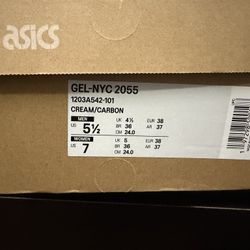 asics
GEL-NYC 2055
1203A542-101
CREAM/CARBON
MEN UK 4½ EUR 38
US 5½ BR 36 AR 37
CM 24.0
WOMEN UK 5 EUR 38
US 7 BR 36 AR 37
CM 24.0